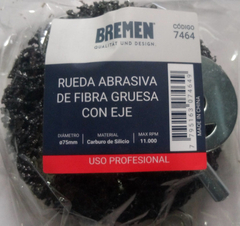 BREMEN®
QUALITÄT UND DESIGN.
CÓDIGO
7464
RUEDA ABRASIVA
DE FIBRA GRUESA
CON EJE
DIÁMETRO
ø75mm
MATERIAL
Carburo de Silicio
MAX RPM
11.000
USO PROFESIONAL
MADE IN CHINA